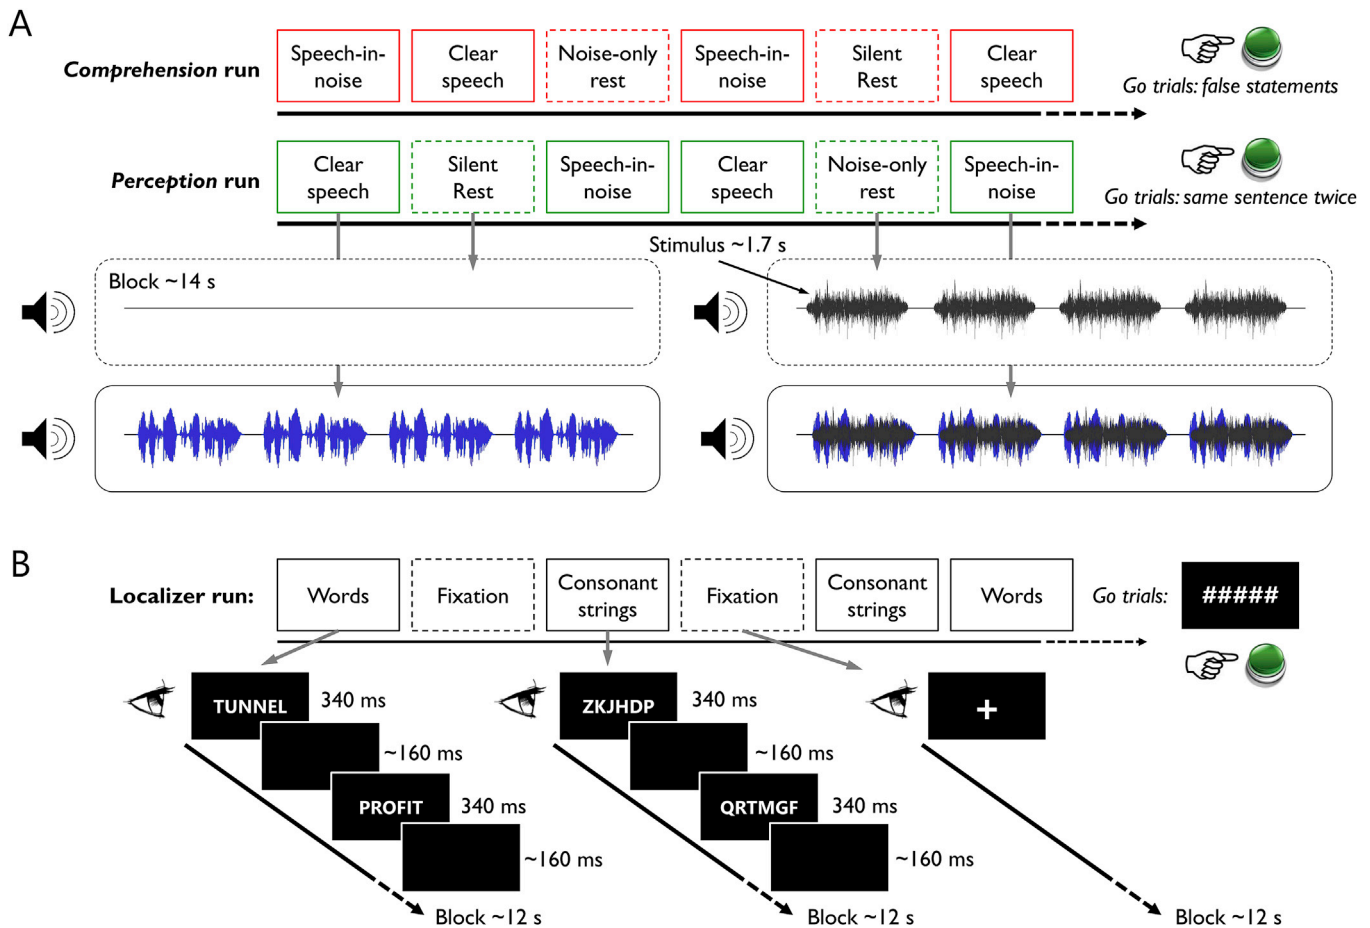 A
Comprehension run
Speech-in-
noise
Clear
speech
Noise-only
rest
Speech-in-
noise
Silent
Rest
Clear
speech
Go trials: false statements
Perception run
Clear
speech
Silent
Rest
Speech-in-
noise
Clear
speech
Noise-only
rest
Speech-in-
noise
Go trials: same sentence twice
Stimulus ~1.7 s
Block ~14 s
B
Localizer run:
Words
Fixation
Consonant
strings
Fixation
Consonant
strings
Words
Go trials:
#####
TUNNEL
340 ms
~160 ms
PROFIT
340 ms
~160 ms
Block ~12 s
ZKJHDP
340 ms
~160 ms
QRTMGF
340 ms
~160 ms
Block ~12 s
+
Block ~12 s